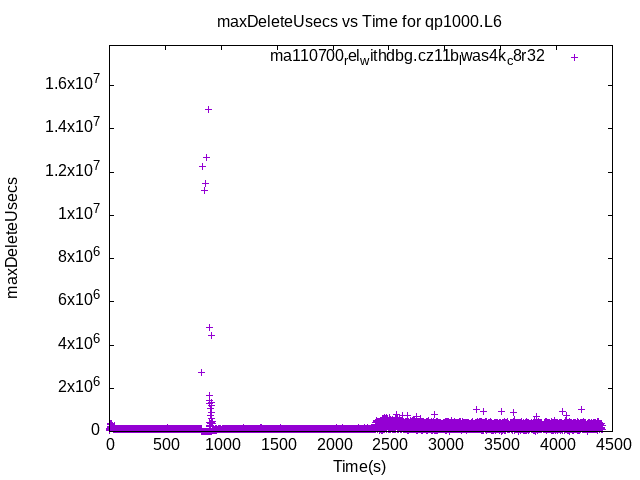 maxDeleteUsecs vs Time for qp1000.L6
ma110700relwithdbg.cz11blwas4kc8r32
maxDeleteUsecs
1.6x10^7
1.4x10^7
1.2x10^7
1x10^7
8x10^6
6x10^6
4x10^6
2x10^6
0
0 500 1000 1500 2000 2500 3000 3500 4000 4500
Time(s)